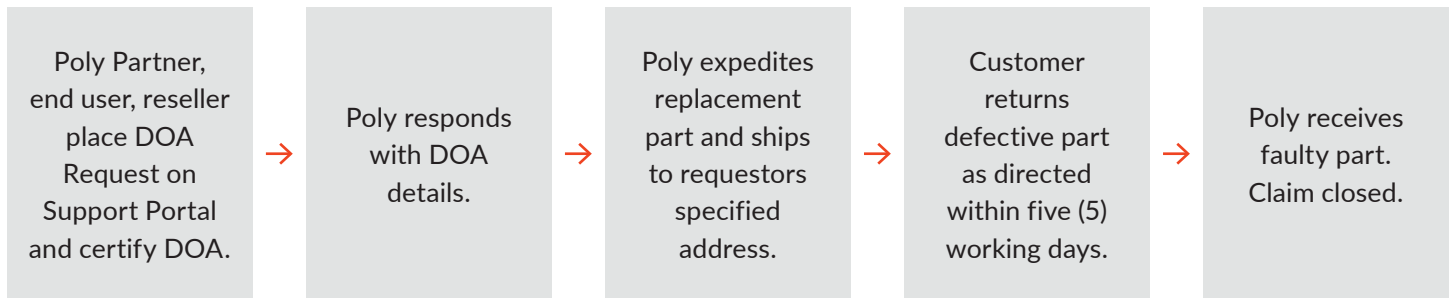 Poly Partner,
end user, reseller
place DOA
Request on
Support Portal
and certify DOA.
Poly responds
with DOA
details.
Poly expedites
replacement
part and ships
to requestors
specified
address.
Customer
returns
defective part
as directed
within five (5)
working days.
Poly receives
faulty part.
Claim closed.